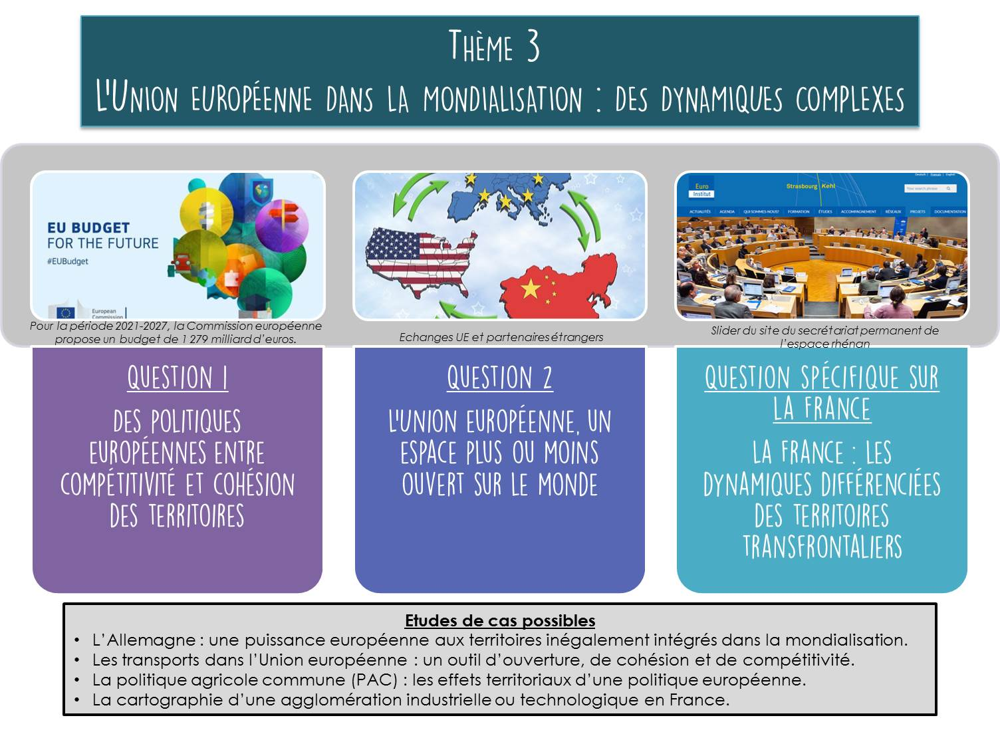 Thème 3
L'Union européenne dans la mondialisation : des dynamiques complexes
EU BUDGET
FOR THE FUTURE
#EUBudget
European
Commission
Deutsch | Français | English
Euro
Institut
Strasbourg Kehl
Your search phrase
ACTUALITÉS AGENDA QUI SOMMES-NOUS? FORMATION ÉTUDES ACCOMPAGNEMENT RÉSEAUX PROJETS DOCUMENTATION
Pour la période 2021-2027, la Commission européenne
propose un budget de 1 279 milliard d’euros.
Echanges UE et partenaires étrangers
Slider du site du secrétariat permanent de
l’espace rhénan
QUESTION 1
DES POLITIQUES
EUROPÉENNES ENTRE
COMPÉTITIVITÉ ET COHÉSION
DES TERRITOIRES
QUESTION 2
L'UNION EUROPÉENNE, UN
ESPACE PLUS OU MOINS
OUVERT SUR LE MONDE
QUESTION SPÉCIFIQUE SUR
LA FRANCE
LA FRANCE : LES
DYNAMIQUES DIFFÉRENCIÉES
DES TERRITOIRES
TRANSFRONTALIERS
Etudes de cas possibles
• L’Allemagne : une puissance européenne aux territoires inégalement intégrés dans la mondialisation.
• Les transports dans l’Union européenne : un outil d’ouverture, de cohésion et de compétitivité.
• La politique agricole commune (PAC) : les effets territoriaux d’une politique européenne.
• La cartographie d’une agglomération industrielle ou technologique en France.